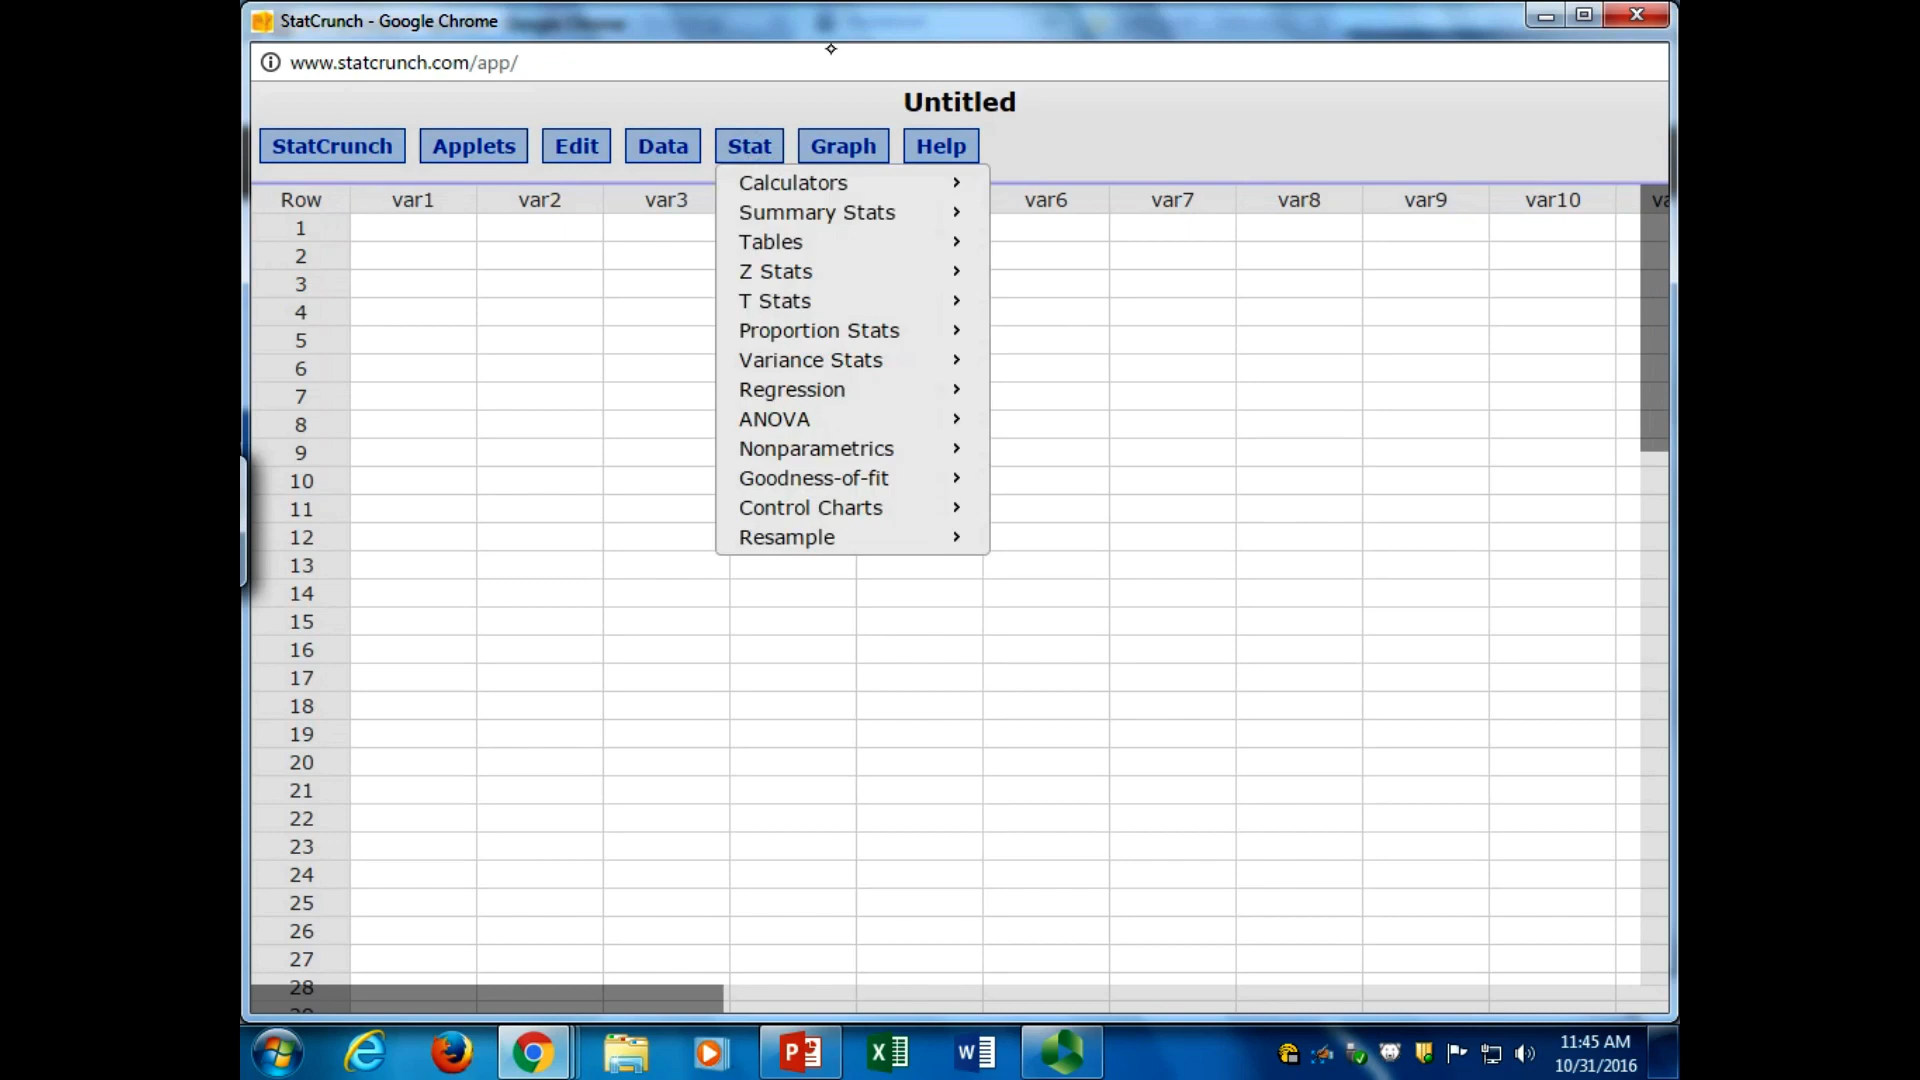 StatCrunch - Google Chrome
www.statcrunch.com/app/
Untitled
StatCrunch Applets Edit Data Stat Graph Help
Row var1 var2 var3 var6 var7 var8 var9 var10
Calculators
Summary Stats
Tables
Z Stats
T Stats
Proportion Stats
Variance Stats
Regression
ANOVA
Nonparametrics
Goodness-of-fit
Control Charts
Resample
1
2
3
4
5
6
7
8
9
10
11
12
13
14
15
16
17
18
19
20
21
22
23
24
25
26
27
28
11:45 AM
10/31/2016